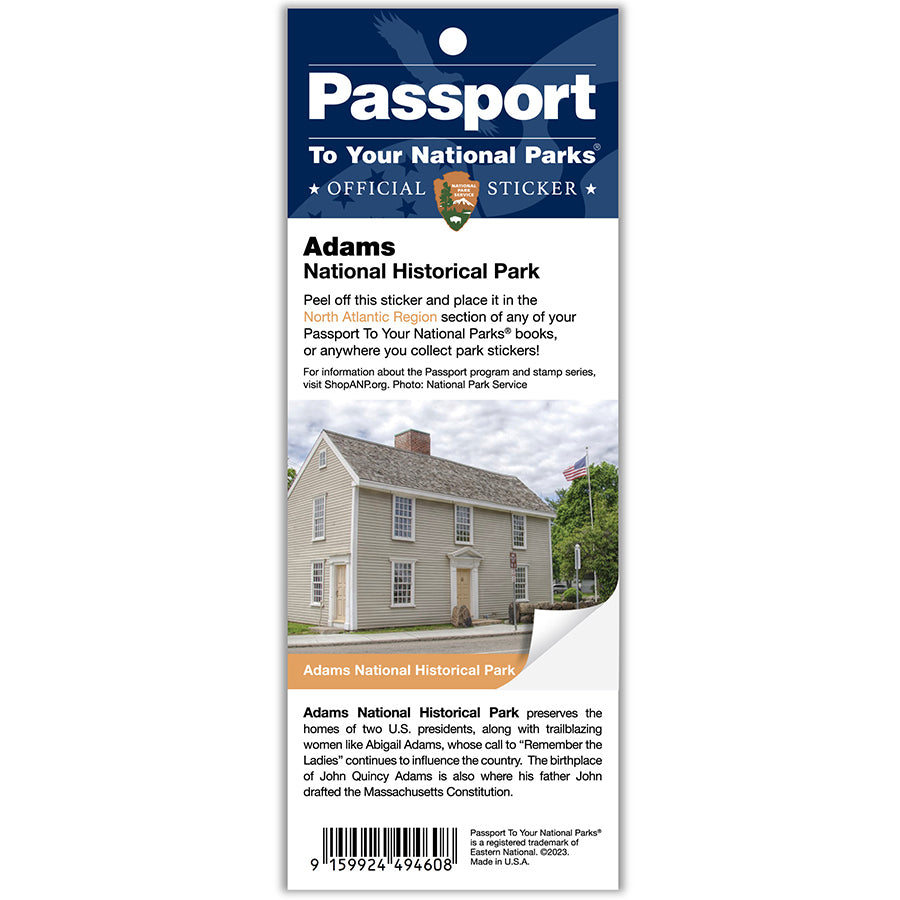 Passport
To Your National Parks®
★ OFFICIAL STICKER ★
NATIONAL
PARK
SERVICE
Adams
National Historical Park
Peel off this sticker and place it in the
North Atlantic Region section of any of your
Passport To Your National Parks® books,
or anywhere you collect park stickers!
For information about the Passport program and stamp series,
visit ShopANP.org. Photo: National Park Service
Adams National Historical Park
Adams National Historical Park preserves the
homes of two U.S. presidents, along with trailblazing
women like Abigail Adams, whose call to “Remember the
Ladies” continues to influence the country. The birthplace
of John Quincy Adams is also where his father John
drafted the Massachusetts Constitution.
9 159924 494608
Passport To Your National Parks®
is a registered trademark of
Eastern National. ©2023.
Made in U.S.A.